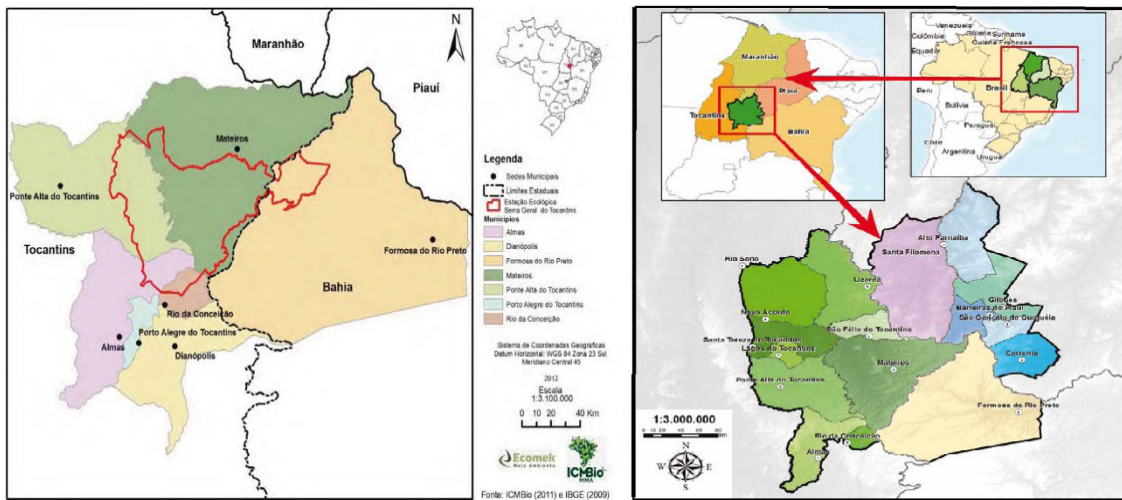 N
Maranhão
Piauí
Mateiros
Ponte Alta do Tocantins
Tocantins
Formosa do Rio Preto
Bahia
Rio da Conceição
Porto Alegre do Tocantins
Almas
Dianópolis
Legenda
Sedes Municipais
Limites Estaduais
Estação Ecológica
Serra Geral do Tocantins
Municípios
Almas
Dianópolis
Formosa do Rio Preto
Mateiros
Ponte Alta do Tocantins
Porto Alegre do Tocantins
Rio da Conceição
Sistema de Coordenadas Geográficas
Datum Horizontal: WGS 84 Zona 23 Sul
Meridiano Central 45
2012
Escala
1:3.100.000
0 20 40 Km
Ecomek
Meio Ambiente
ICMBio
MMA
Fonte: ICMBio (2011) e IBGE (2009)
Maranhão
Piauí
Tocantins
Bahia
Venezuela
Colômbia
Guiana
Suriname
Guiana Francesa
Equador
Peru
Brasil
Bolívia
Paraguai
Chile
Argentina
Uruguai
Alto Parnaíba
Santa Filomena
Rio Sono
Lizarda
Gilbués
Barreiras do Piauí
São Gonçalo do Gurguéia
Novo Acordo
São Félix do Tocantins
Santa Tereza do Tocantins
Lagoa do Tocantins
Mateiros
Corrente
Ponte Alta do Tocantins
Formosa do Rio Preto
Rio da Conceição
Almas
1:3.000.000
N
W E
S